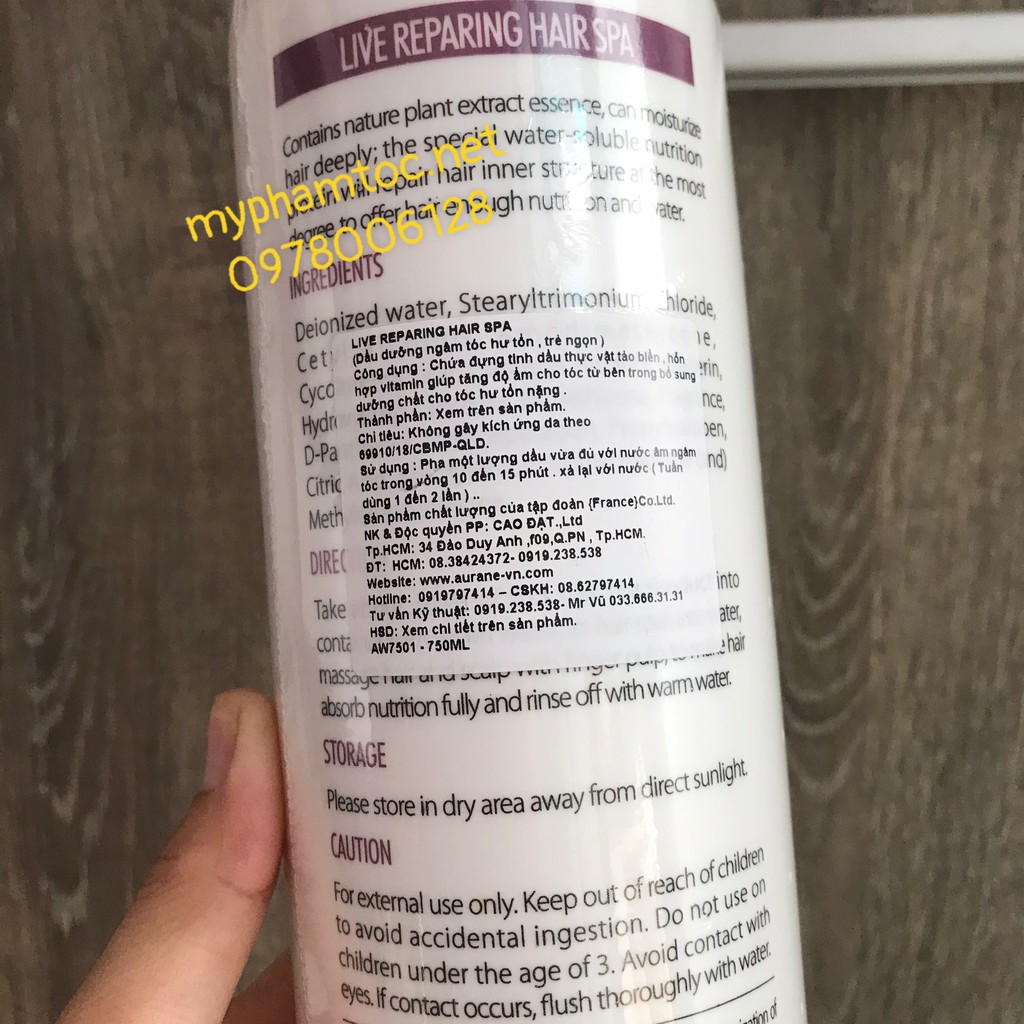 LIVE REPARING HAIR SPA
Contains nature plant extract essence, can moisturize
hair deeply; the special water-soluble nutrition
protein will repair hair inner structure at the most
degree to offer hair enough nutrition and water.
myphamtoc.net
0978006128
INGREDIENTS
Deionized water, Stearyltrimonium Chloride,
LIVE REPARING HAIR SPA
(Dầu dưỡng ngâm tóc hư tổn , trẻ ngọn )
Công dụng : Chứa đựng tinh dầu thực vật tảo biển , hỗn
hợp vitamin giúp tăng độ ẩm cho tóc từ bên trong bổ sung
dưỡng chất cho tóc hư tổn nặng .
Thành phần: Xem trên sản phẩm.
Chỉ tiêu: Không gây kích ứng da theo
69910/18/CBMP-QLD.
Sử dụng : Pha một lượng dầu vừa đủ với nước âm ngâm
tóc trong vòng 10 đến 15 phút . xả lại với nước ( Tuần
dùng 1 đến 2 lần ) ..
Sản phẩm chất lượng của tập đoàn {France}Co.Ltd.
NK & Độc quyền PP: CAO ĐẠT.,Ltd
Tp.HCM: 34 Đào Duy Anh ,f09,Q.PN , Tp.HCM.
ĐT: HCM: 08.38424372- 0919.238.538
Website: www.aurane-vn.com
Hotline: 0919797414 – CSKH: 08.62797414
Tư vấn Kỹ thuật: 0919.238.538- Mr Vũ 033.666.31.31
HSD: Xem chi tiết trên sản phẩm.
AW7501 - 750ML
Citric
Take into
massage hair and scalp with finger pulp, to make hair
absorb nutrition fully and rinse off with warm water.
STORAGE
Please store in dry area away from direct sunlight.
CAUTION
For external use only. Keep out of reach of children
to avoid accidental ingestion. Do not use on
children under the age of 3. Avoid contact with
eyes. If contact occurs, flush thoroughly with water.